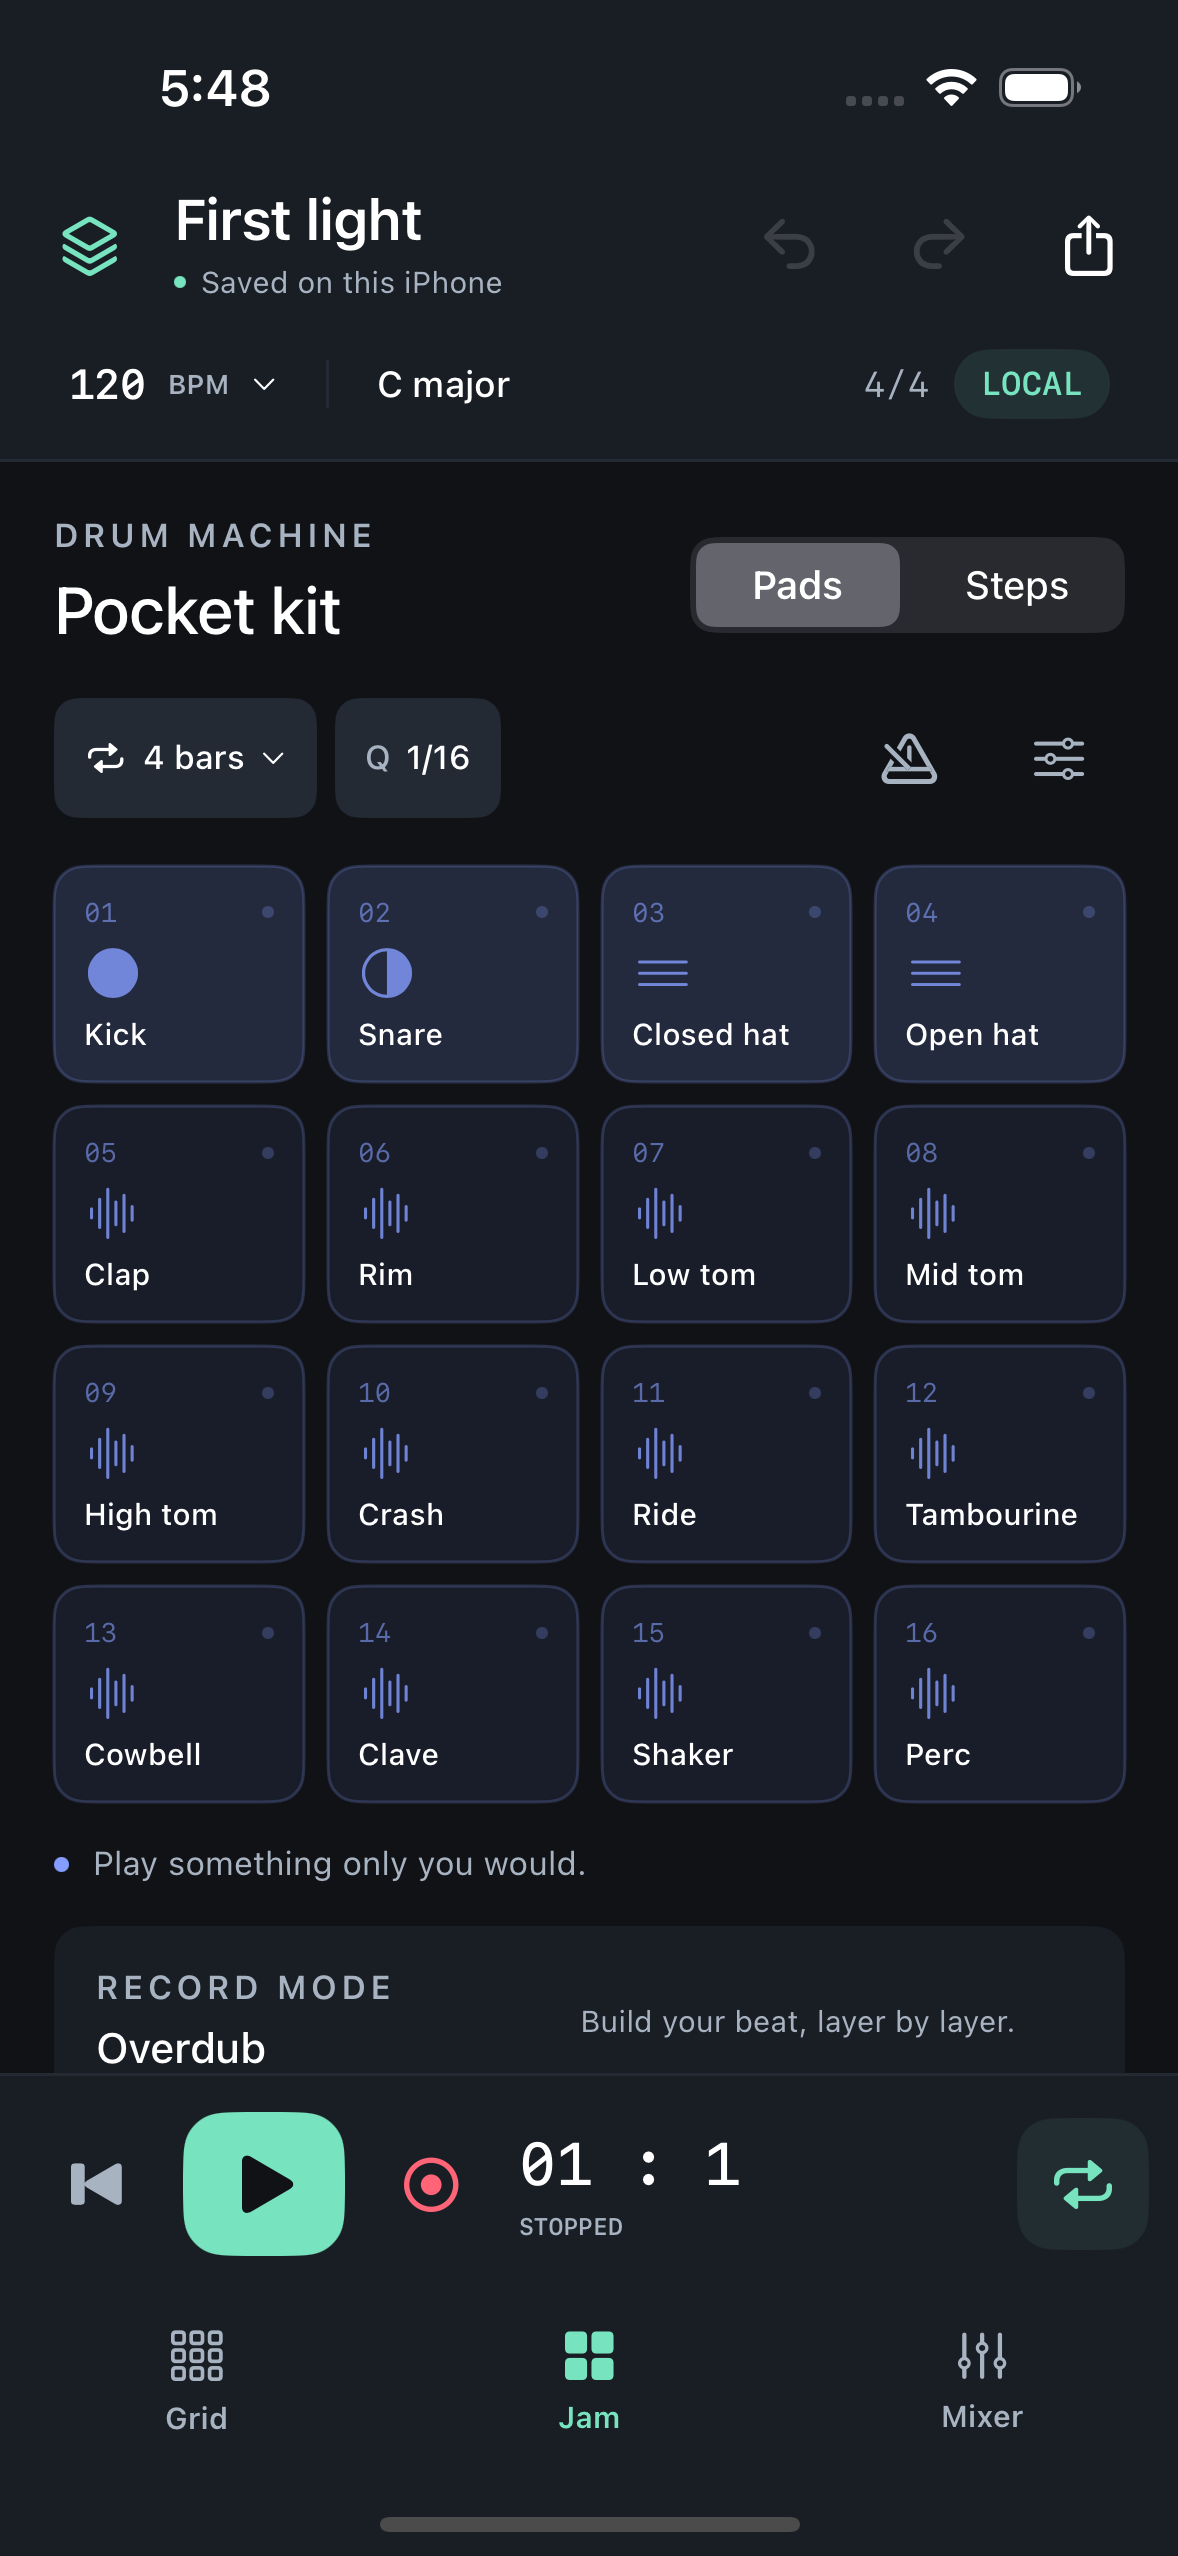 5:48
First light
Saved on this iPhone
120 BPM
C major
4/4
LOCAL
DRUM MACHINE
Pocket kit
Pads
Steps
4 bars
Q 1/16
01
Kick
02
Snare
03
Closed hat
04
Open hat
05
Clap
06
Rim
07
Low tom
08
Mid tom
09
High tom
10
Crash
11
Ride
12
Tambourine
13
Cowbell
14
Clave
15
Shaker
16
Perc
Play something only you would.
RECORD MODE
Overdub
Build your beat, layer by layer.
01 : 1
STOPPED
Grid
Jam
Mixer